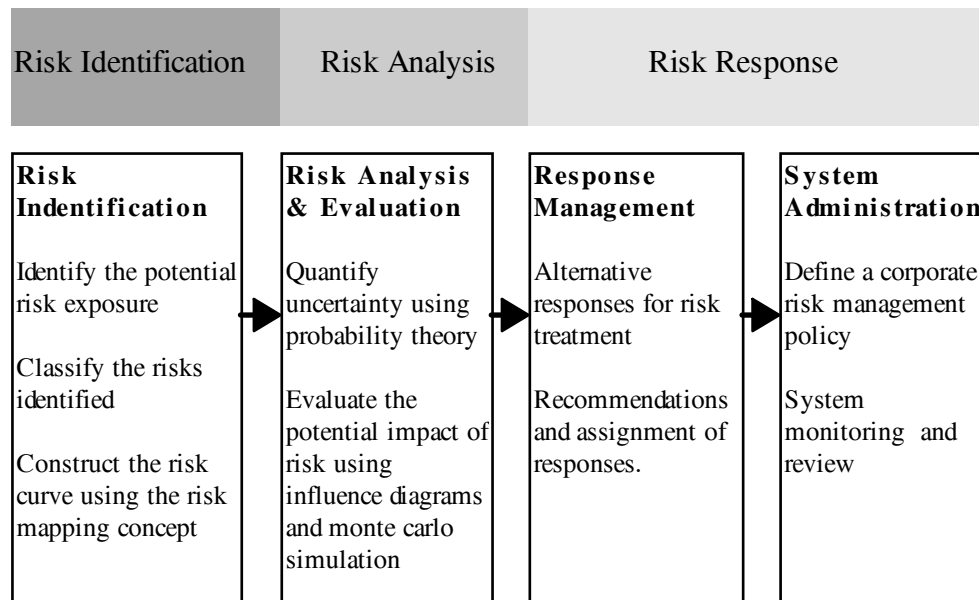 Risk Identification
Risk Analysis
Risk Response
Risk
Indentification
Identify the potential
risk exposure
Classify the risks
identified
Construct the risk
curve using the risk
mapping concept
Risk Analysis
& Evaluation
Quantify
uncertainty using
probability theory
Evaluate the
potential impact of
risk using
influence diagrams
and monte carlo
simulation
Response
Management
Alternative
responses for risk
treatment
Recommendations
and assignment of
responses.
System
Administration
Define a corporate
risk management
policy
System
monitoring and
review